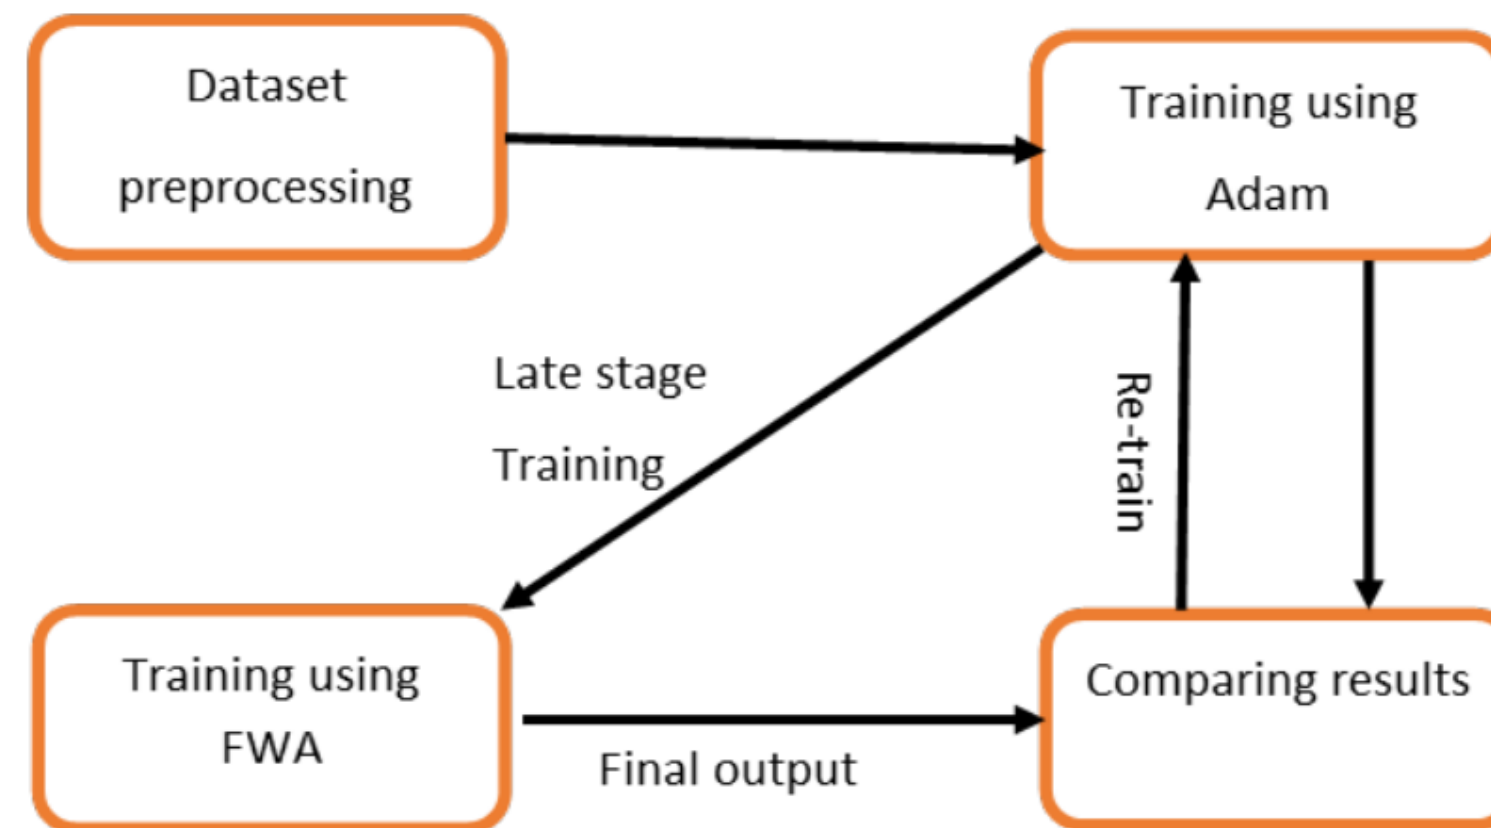 Dataset
preprocessing
Training using
Adam
Late stage
Training
Re-train
Training using
FWA
Final output
Comparing results